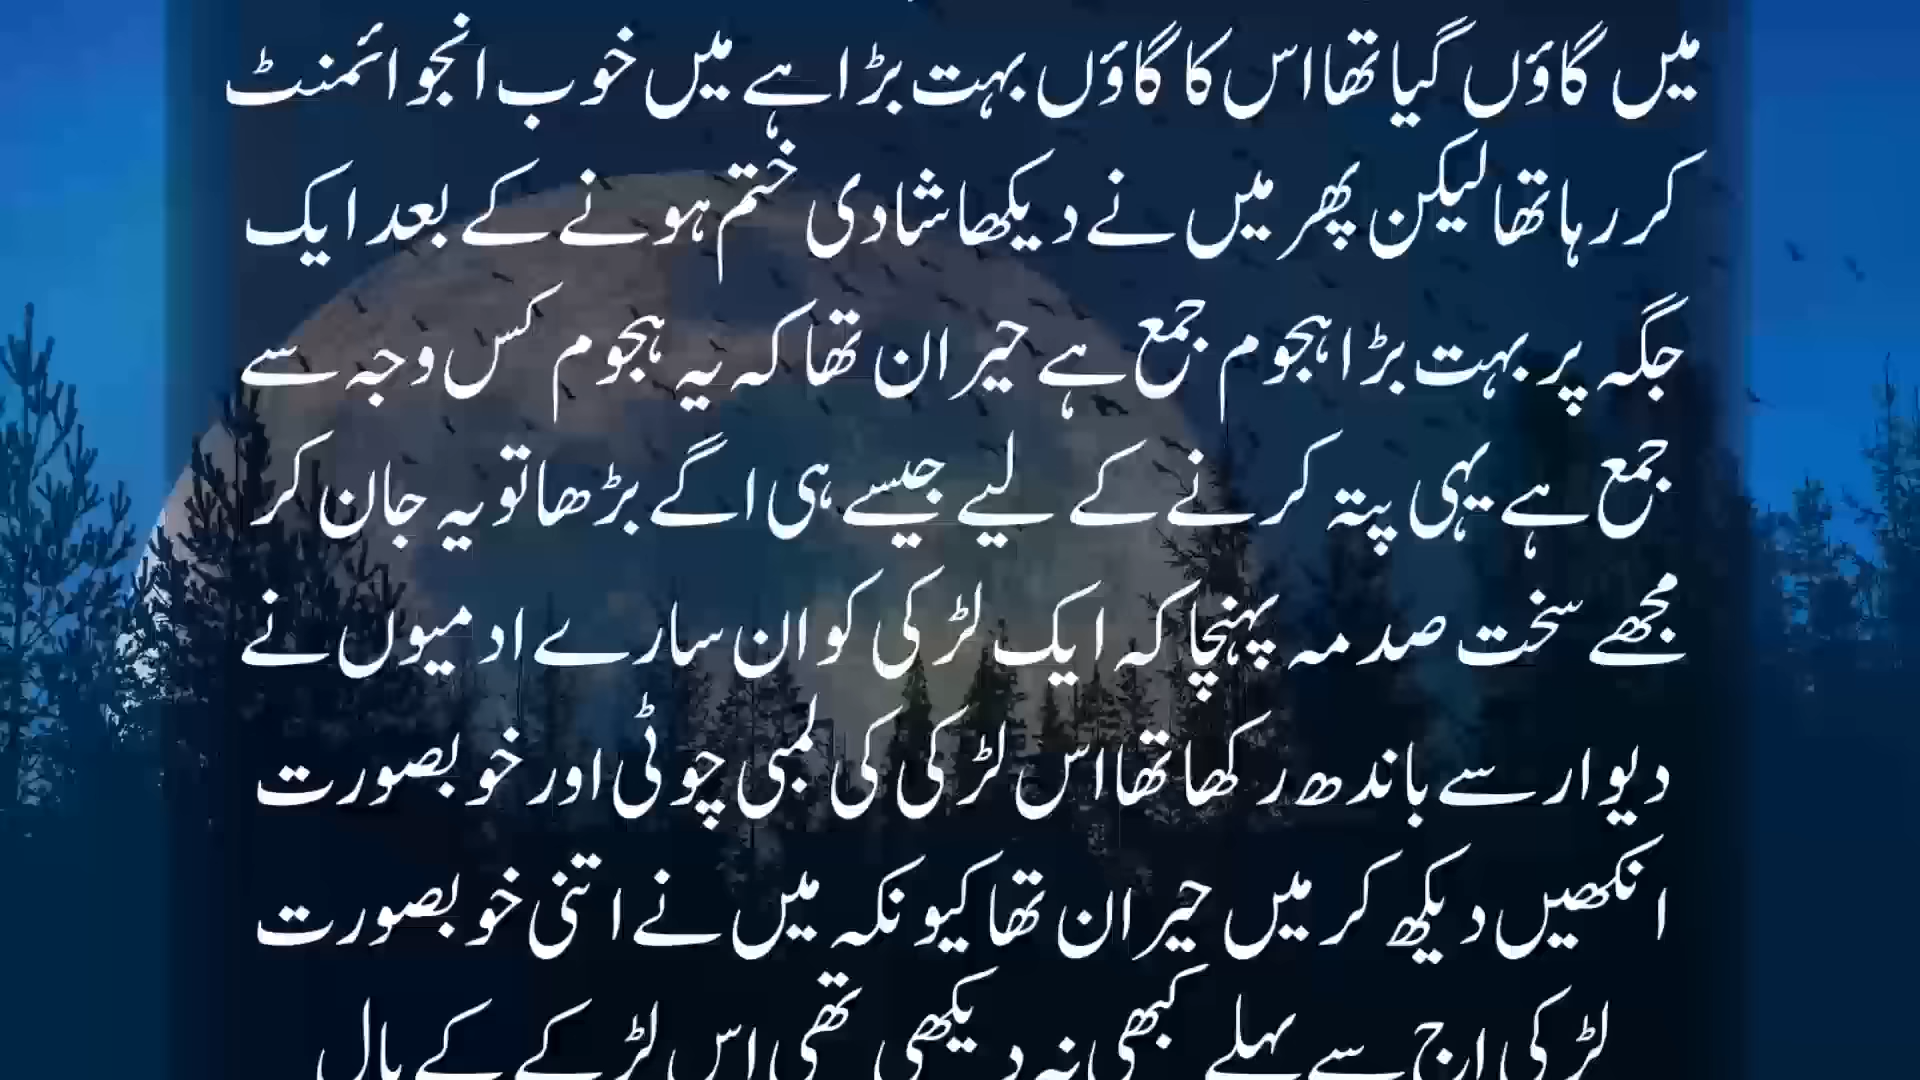 میں گاؤں گیا تھا اس کا گاؤں بہت بڑا ہے میں خوب انجوائمنٹ
کر رہا تھا لیکن پھر میں نے دیکھا شادی ختم ہونے کے بعد ایک
جگہ پر بہت بڑا ہجوم جمع ہے حیران تھا کہ یہ ہجوم کس وجہ سے
جمع ہے یہی پتہ کرنے کے لیے جیسے ہی اگے بڑھا تو یہ جان کر
مجھے سخت صدمہ پہنچا کہ ایک لڑکی کو ان سارے ادمیوں نے
دیوار سے باندھ رکھا تھا اس لڑکی کی لمبی چوٹی اور خوبصورت
انکھیں دیکھ کر میں حیران تھا کیونکہ میں نے اتنی خوبصورت
لڑکی اج سے پہلے کبھی نہ دیکھی تھی اس لڑکے کے بال